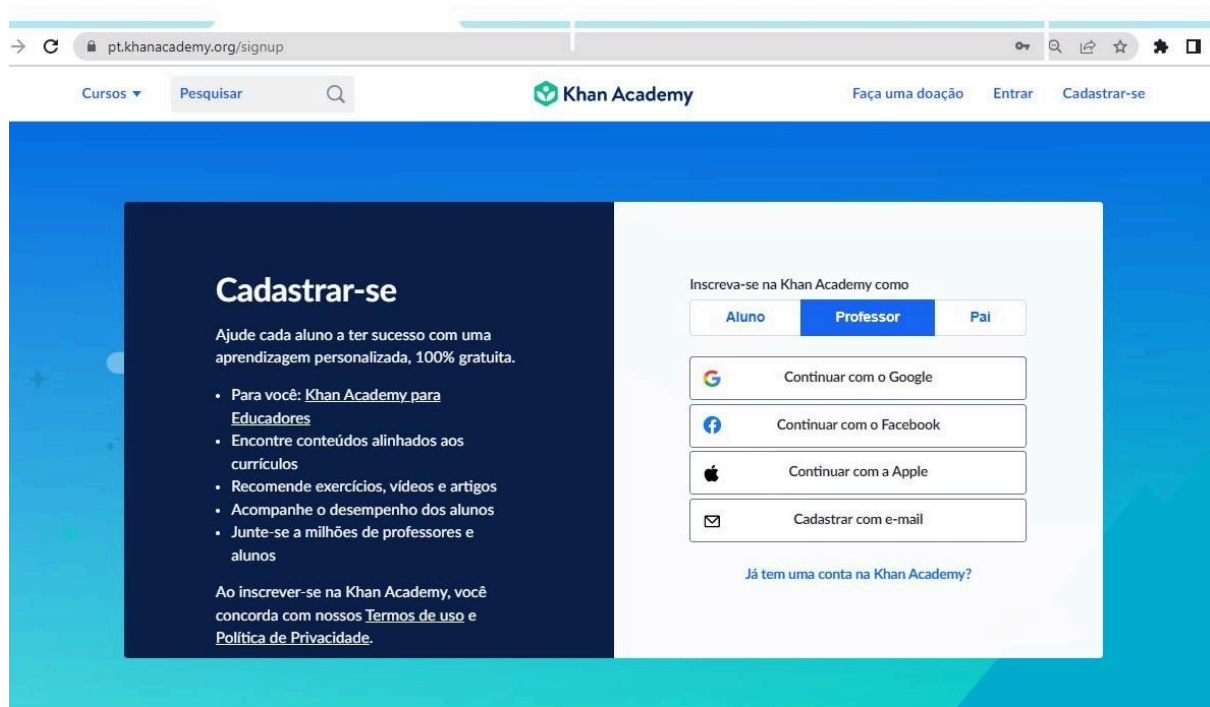 pt.khanacademy.org/signup
Cursos
Pesquisar
Khan Academy
Faça uma doação
Entrar
Cadastrar-se
Cadastrar-se
Ajude cada aluno a ter sucesso com uma
aprendizagem personalizada, 100% gratuita.
• Para você: Khan Academy para
Educadores
• Encontre conteúdos alinhados aos
currículos
• Recomende exercícios, vídeos e artigos
• Acompanhe o desempenho dos alunos
• Junte-se a milhões de professores e
alunos
Ao inscrever-se na Khan Academy, você
concorda com nossos Termos de uso e
Política de Privacidade.
Inscreva-se na Khan Academy como
Aluno
Professor
Pai
Continuar com o Google
Continuar com o Facebook
Continuar com a Apple
Cadastrar com e-mail
Já tem uma conta na Khan Academy?